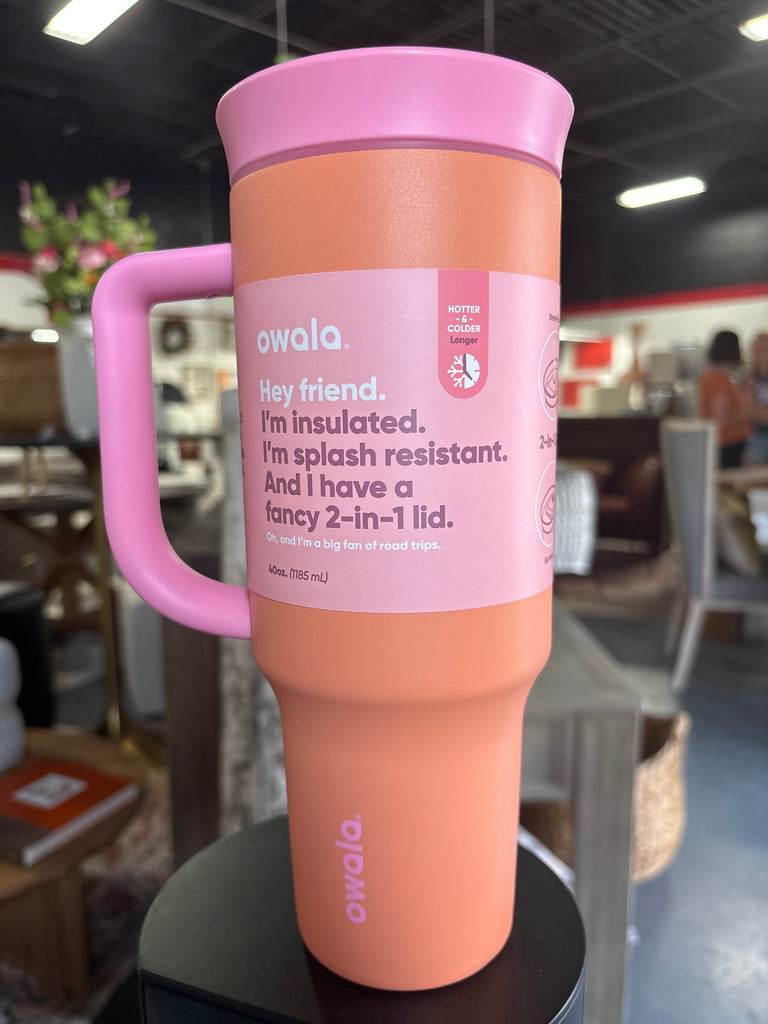 owala.
HOTTER
- & -
COLDER
Longer
Hey friend.
I'm insulated.
I'm splash resistant.
And I have a
fancy 2-in-1 lid.
Oh, and I'm a big fan of road trips.
40oz. (1185 mL)
owala.